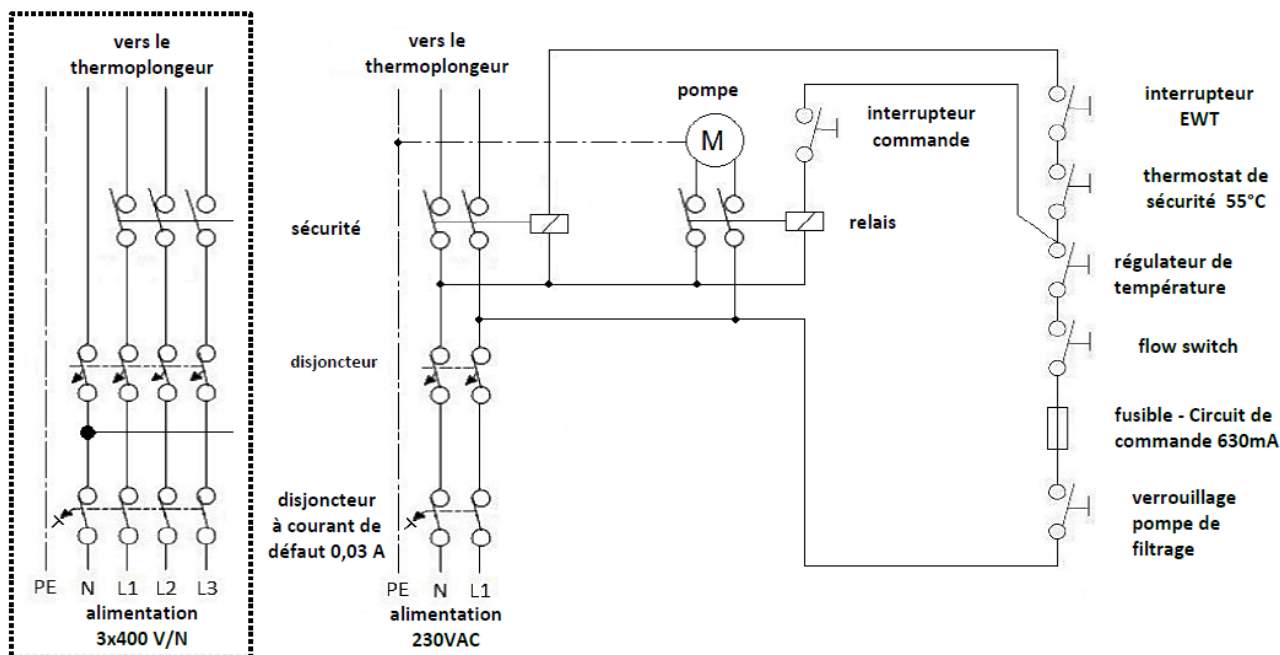 vers le
thermoplongeur
PE
N
L1
L2
L3
alimentation
3x400 V/N
vers le
thermoplongeur
sécurité
disjoncteur
disjoncteur
à courant de
défaut 0,03 A
PE
N
L1
alimentation
230VAC
pompe
M
interrupteur
commande
relais
interrupteur
EWT
thermostat de
sécurité 55°C
régulateur de
température
flow switch
fusible - Circuit de
commande 630mA
verrouillage
pompe de
filtrage